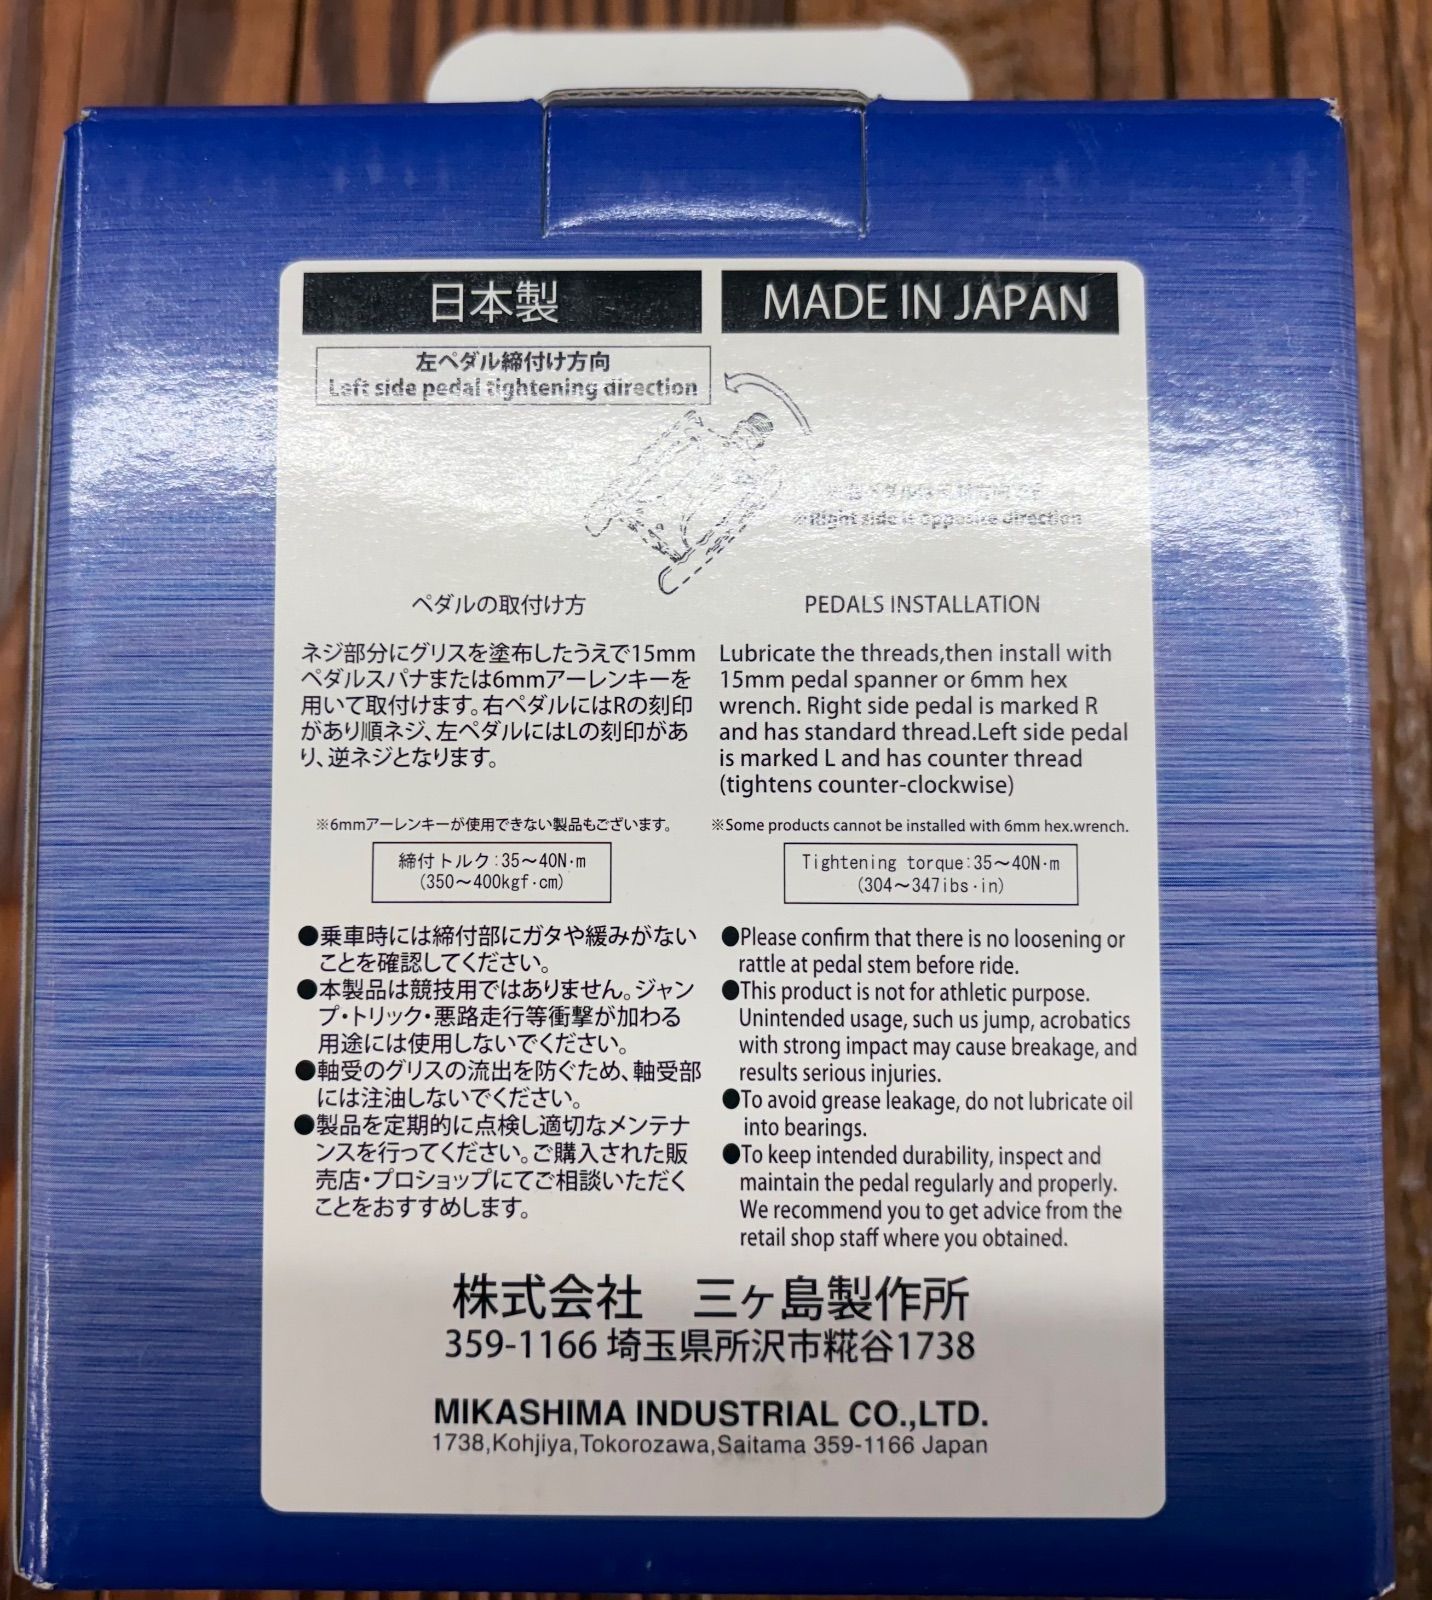 日本製
MADE IN JAPAN
左ペダル締付け方向
Left side pedal tightening direction
※右ペダルは反対方向です
※Right side is opposite direction
ペダルの取付け方
ネジ部分にグリスを塗布したうえで15mm
ペダルスパナまたは6mmアーレンキーを
用いて取付けます。右ペダルにはRの刻印
があり順ネジ、左ペダルにはLの刻印があ
り、逆ネジとなります。
※6mmアーレンキーが使用できない製品もございます。
締付トルク:35～40N·m
(350～400kgf·cm)
●乗車時には締付部にガタや緩みがない
ことを確認してください。
●本製品は競技用ではありません。ジャン
プ・トリック・悪路走行等衝撃が加わる
用途には使用しないでください。
●軸受のグリスの流出を防ぐため、軸受部
には注油しないでください。
●製品を定期的に点検し適切なメンテナ
ンスを行ってください。ご購入された販
売店・プロショップにてご相談いただく
ことをおすすめします。
PEDALS INSTALLATION
Lubricate the threads,then install with
15mm pedal spanner or 6mm hex
wrench. Right side pedal is marked R
and has standard thread.Left side pedal
is marked L and has counter thread
(tightens counter-clockwise)
※Some products cannot be installed with 6mm hex.wrench.
Tightening torque:35～40N·m
(304～347ibs·in)
●Please confirm that there is no loosening or
rattle at pedal stem before ride.
●This product is not for athletic purpose.
Unintended usage, such us jump, acrobatics
with strong impact may cause breakage, and
results serious injuries.
●To avoid grease leakage, do not lubricate oil
into bearings.
●To keep intended durability, inspect and
maintain the pedal regularly and properly.
We recommend you to get advice from the
retail shop staff where you obtained.
株式会社 三ヶ島製作所
359-1166 埼玉県所沢市糀谷1738
MIKASHIMA INDUSTRIAL CO.,LTD.
1738,Kohjiya,Tokorozawa,Saitama 359-1166 Japan